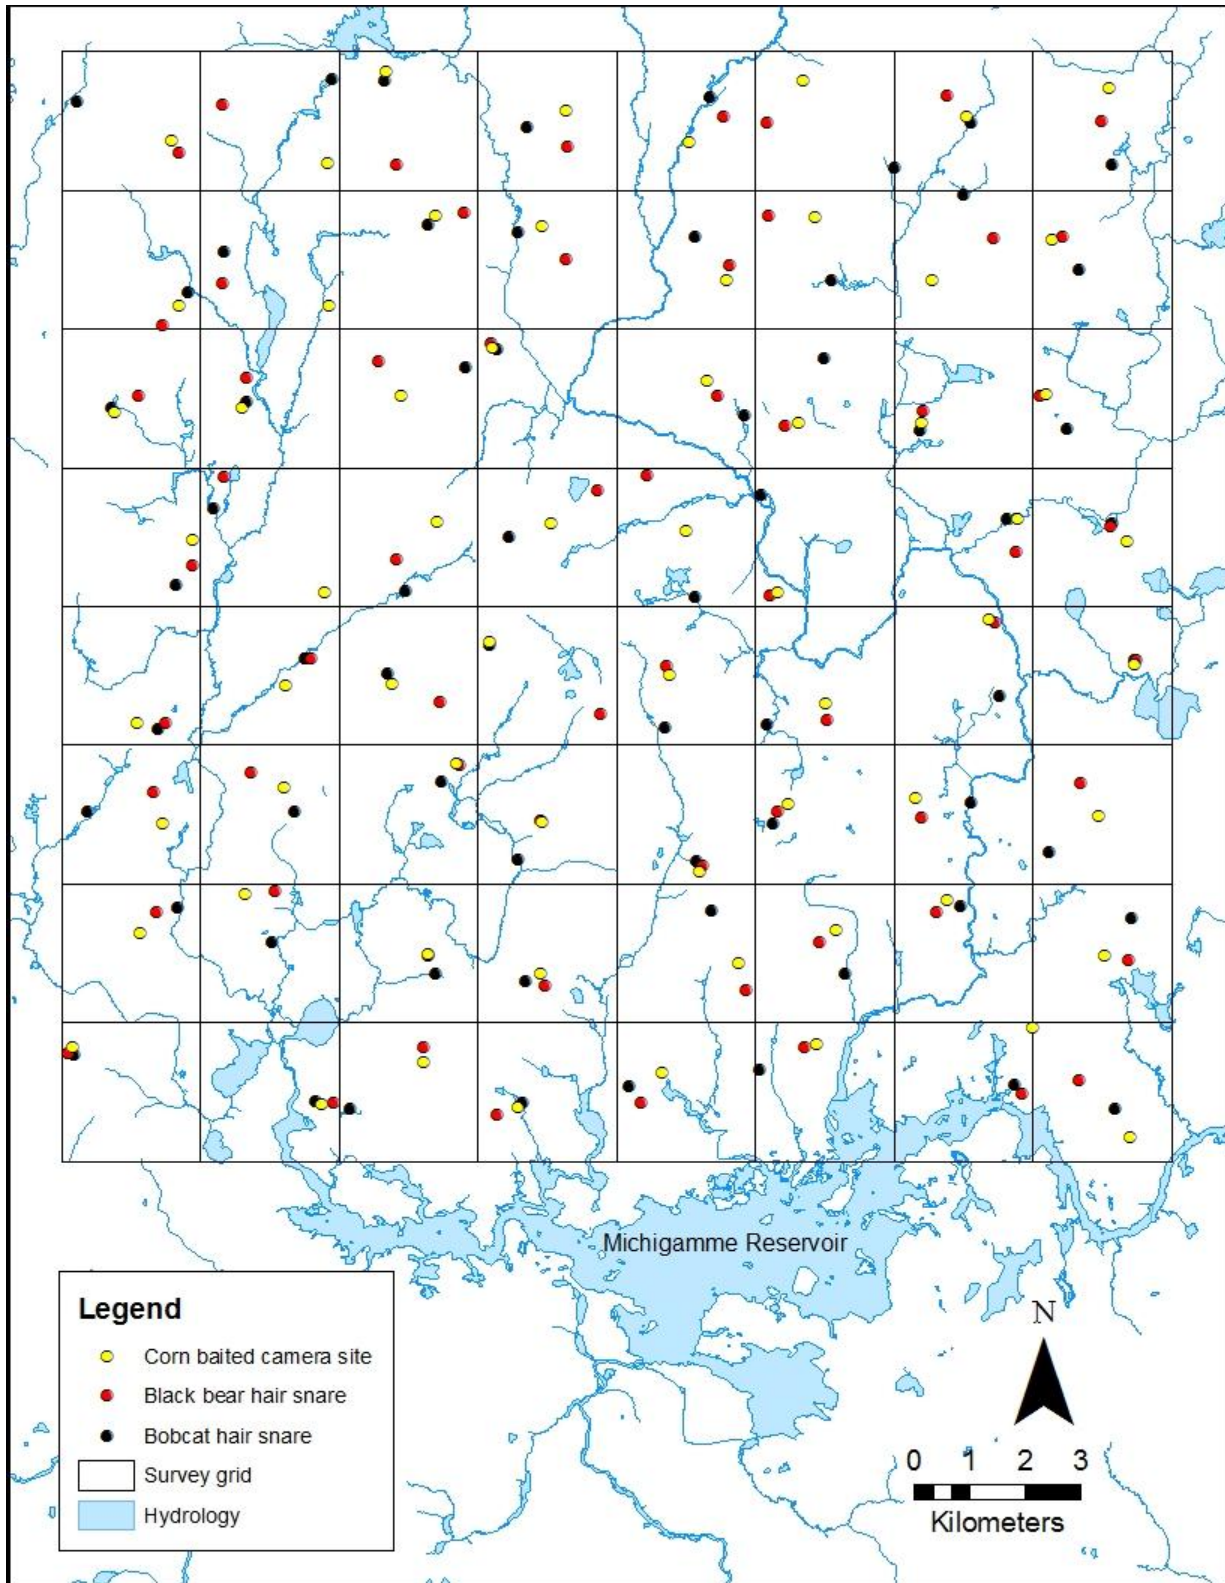 Michigamme Reservoir
Legend
Corn baited camera site
Black bear hair snare
Bobcat hair snare
Survey grid
Hydrology
N
0 1 2 3
Kilometers